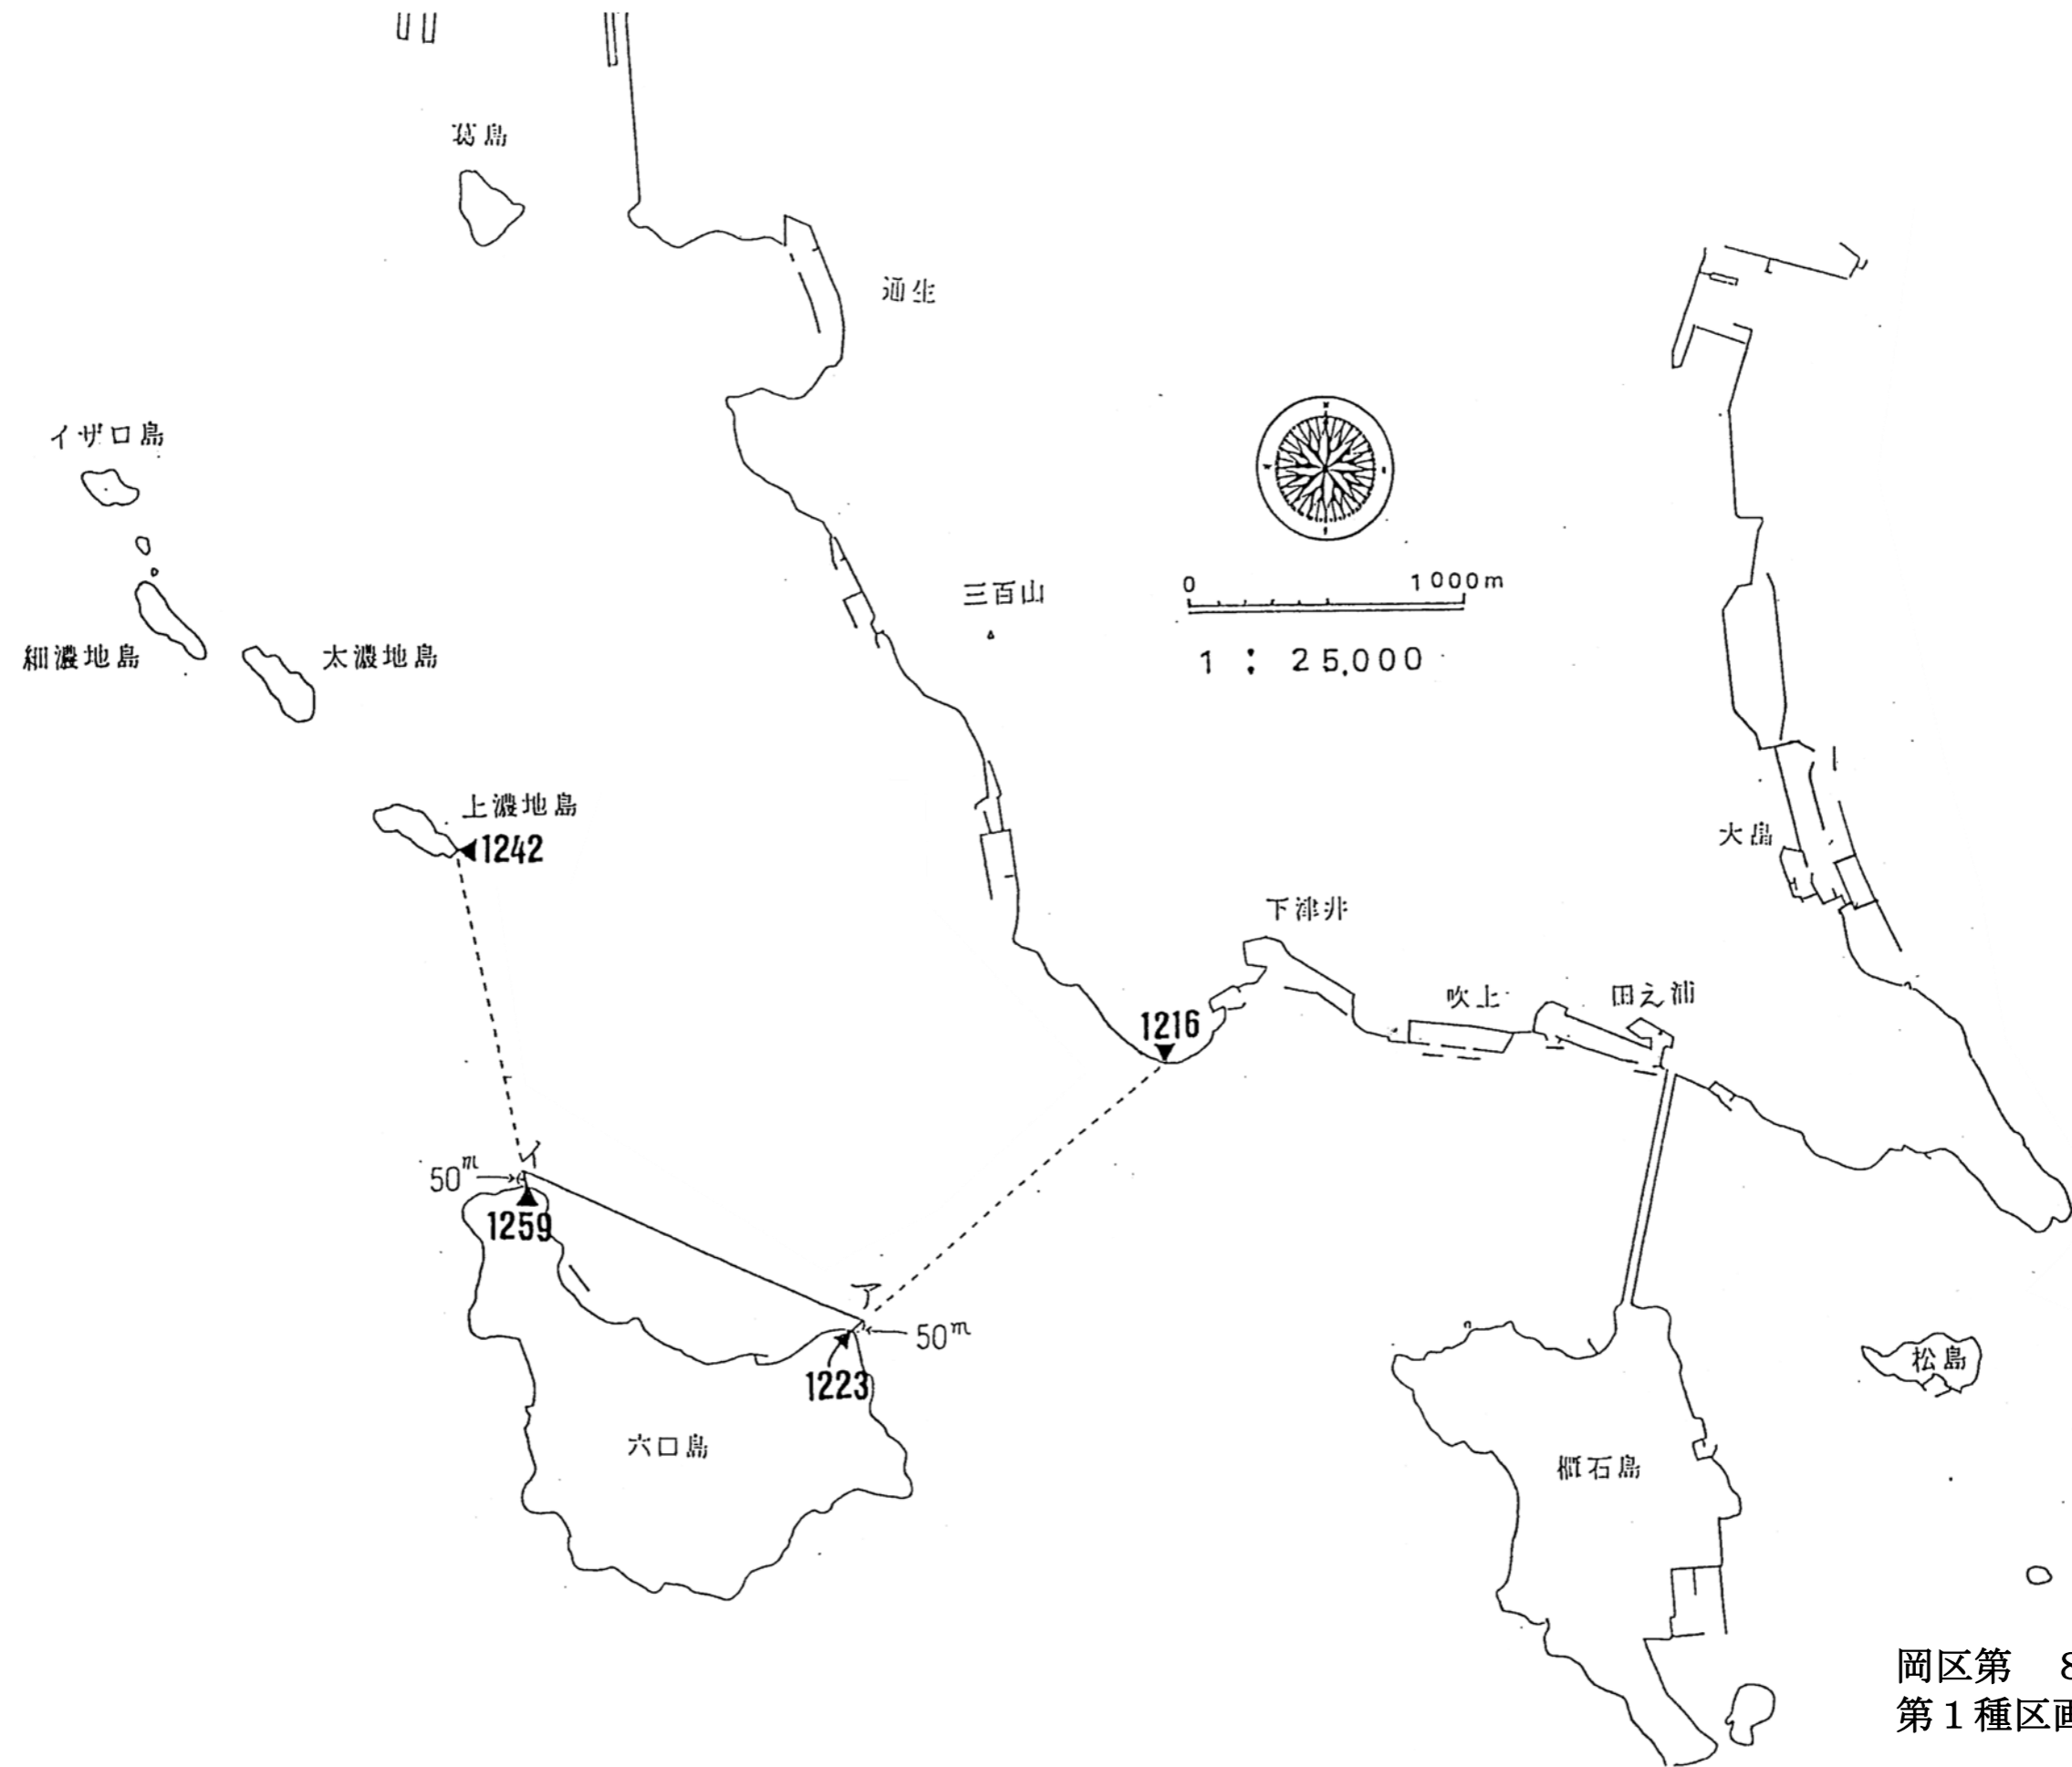 葛島
通生
イザロ島
三百山
0 1000m
1 : 25,000
細濃地島
太濃地島
上濃地島
1242
大畠
下津井
吹上
田之浦
1216
イ
50m
1259
ア
50m
1223
松島
六口島
櫃石島
岡区第 8
第1種区画